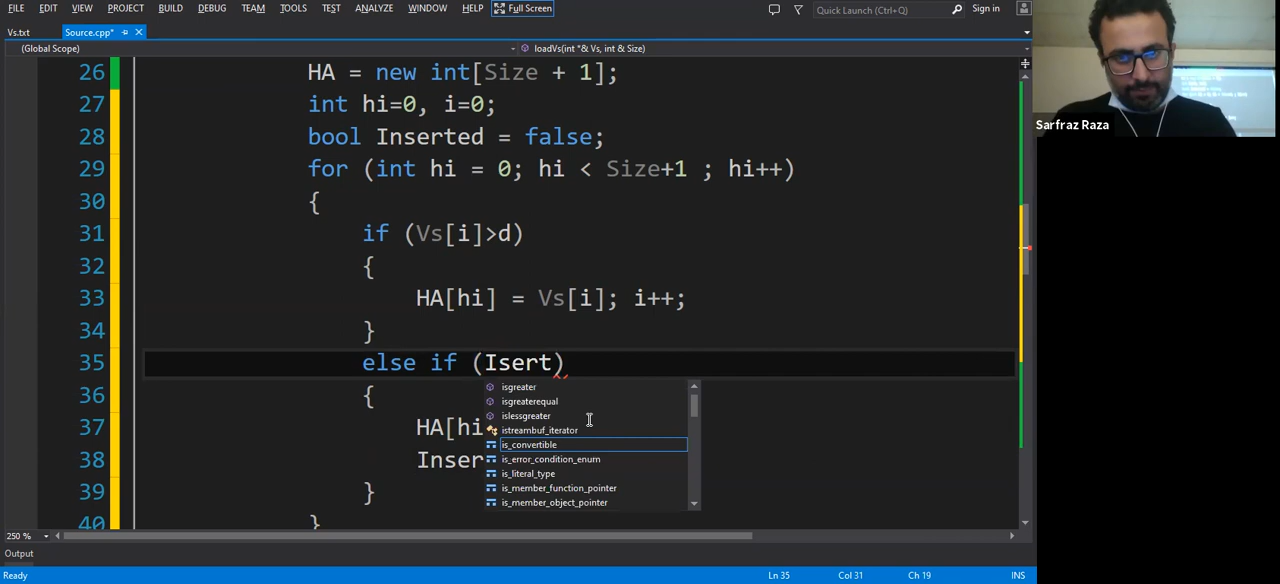 FILE EDIT VIEW PROJECT BUILD DEBUG TEAM TOOLS TEST ANALYZE WINDOW HELP Full Screen Quick Launch (Ctrl+Q) Sign in
Vs.txt Source.cpp*
(Global Scope) loadVs(int *& Vs, int & Size)
26 HA = new int[Size + 1];
27 int hi=0, i=0;
28 bool Inserted = false;
29 for (int hi = 0; hi < Size+1 ; hi++)
30 {
31 if (Vs[i]>d)
32 {
33 HA[hi] = Vs[i]; i++;
34 }
35 else if (Isert)
36 {
37 HA[hi
38 Inser
39 }
40 }
isgreater
isgreaterequal
islessgreater
istreambuf_iterator
is_convertible
is_error_condition_enum
is_literal_type
is_member_function_pointer
is_member_object_pointer
250 %
Output
Ready Ln 35 Col 31 Ch 19 INS
Sarfraz Raza